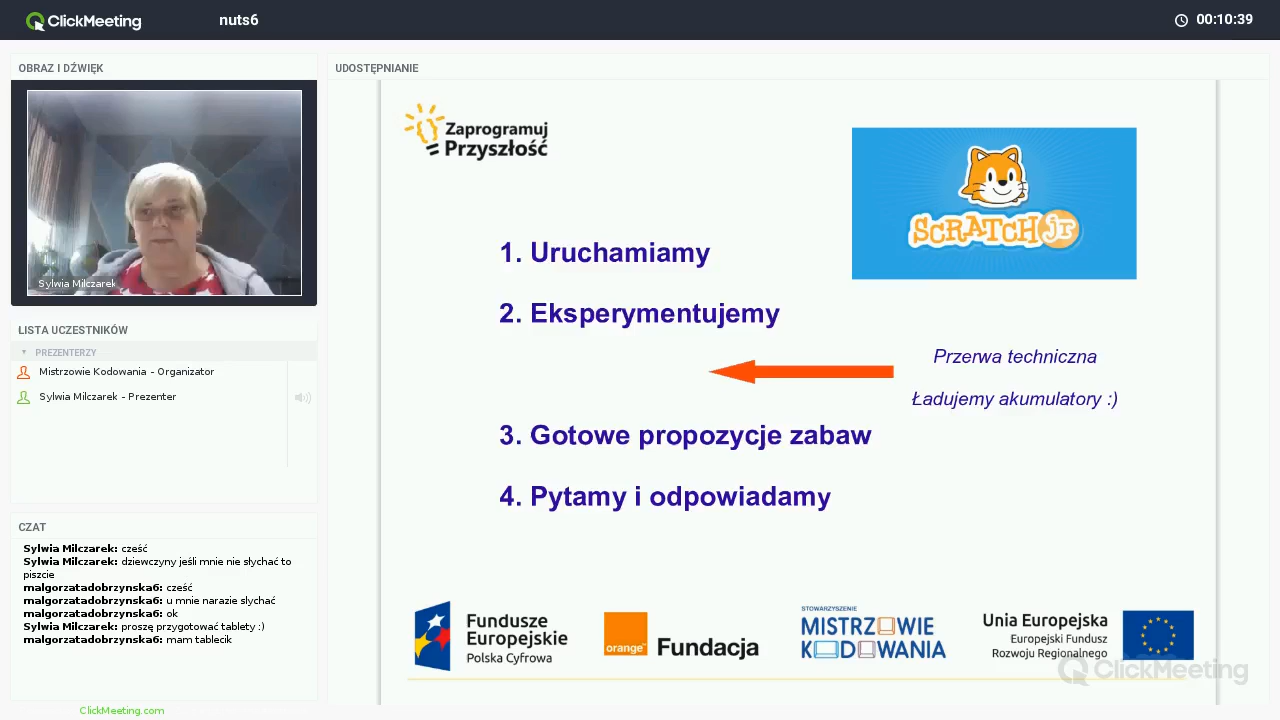 ClickMeeting
nuts6
00:10:39
OBRAZ I DŹWIĘK
Sylwia Milczarek
LISTA UCZESTNIKÓW
PREZENTERZY
Mistrzowie Kodowania - Organizator
Sylwia Milczarek - Prezenter
CZAT
Sylwia Milczarek: cześć
Sylwia Milczarek: dziewczyny jeśli mnie nie słychać to
piszcie
malgorzatadobrzynska6: cześć
malgorzatadobrzynska6: u mnie narazie slychać
malgorzatadobrzynska6: ok
Sylwia Milczarek: proszę przygotować tablety :)
malgorzatadobrzynska6: mam tablecik
ClickMeeting.com
UDOSTĘPNIANIE
Zaprogramuj
Przyszłość
SCRATCH jr
1. Uruchamiamy
2. Eksperymentujemy
Przerwa techniczna
Ładujemy akumulatory :)
3. Gotowe propozycje zabaw
4. Pytamy i odpowiadamy
Fundusze
Europejskie
Polska Cyfrowa
orange™
Fundacja
STOWARZYSZENIE
MISTRZOWIE
KODOWANIA
Unia Europejska
Europejski Fundusz
Rozwoju Regionalnego
ClickMeeting